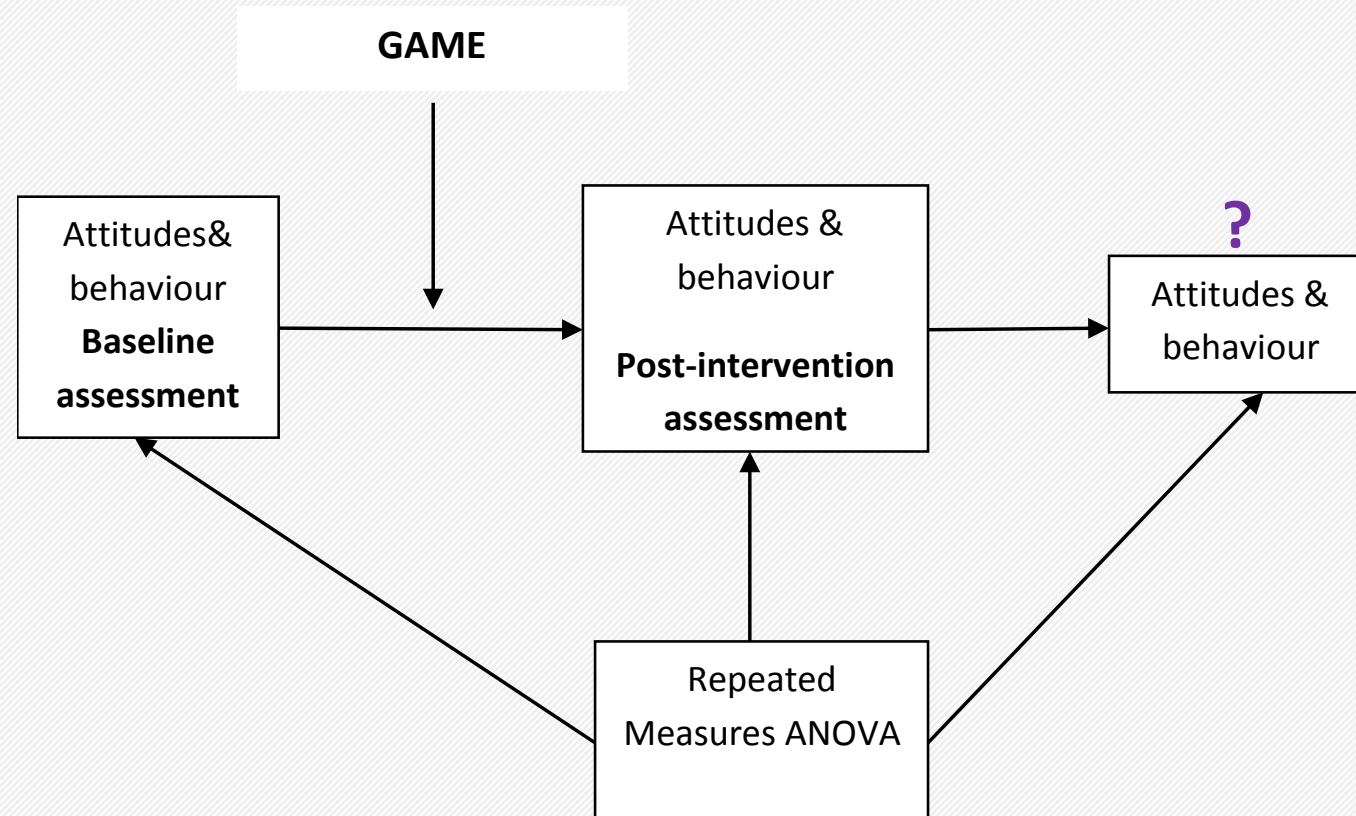 GAME
Attitudes&
behaviour
Baseline
assessment
Attitudes &
behaviour
Post-intervention
assessment
?
Attitudes &
behaviour
Repeated
Measures ANOVA